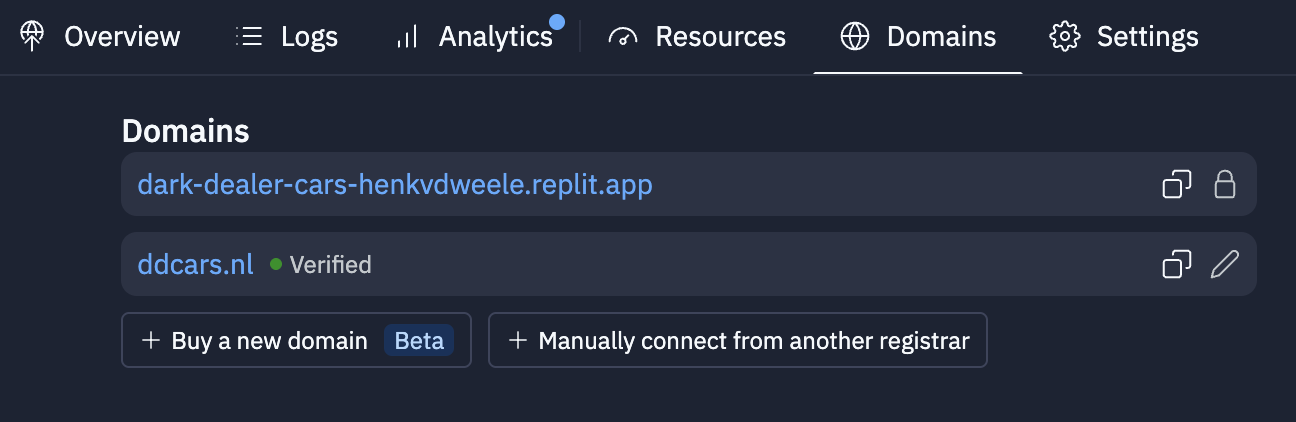 Overview Logs Analytics Resources Domains Settings
Domains
dark-dealer-cars-henkvdweele.replit.app
ddcars.nl Verified
+ Buy a new domain Beta + Manually connect from another registrar